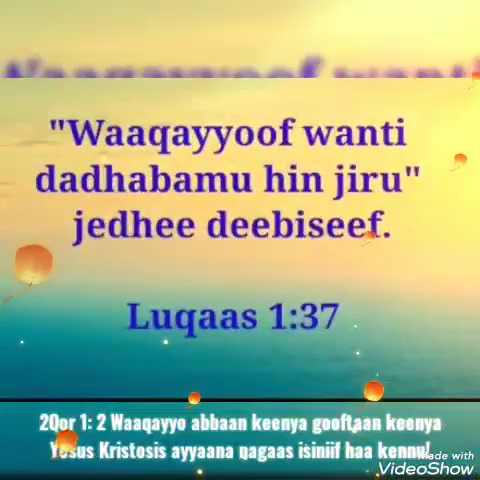 "Waaqayyoof wanti
dadhabamu hin jiru"
jedhee deebiseef.
Luqaas 1:37
2Qor 1: 2 Waaqayyo abbaan keenya gooftaan keenya
Yesus Kristosis ayyaana nagaas isiniif haa kennu!
Made with
VideoShow